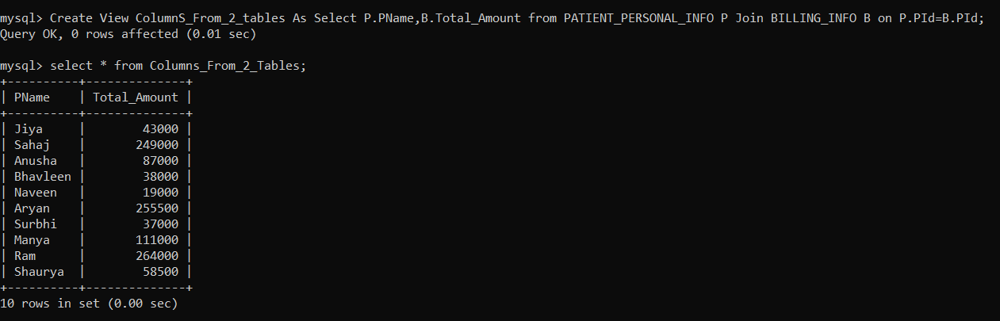 mysql> Create View ColumnS_From_2_tables As Select P.PName,B.Total_Amount from PATIENT_PERSONAL_INFO P Join BILLING_INFO B on P.PId=B.PId;
Query OK, 0 rows affected (0.01 sec)
mysql> select * from Columns_From_2_Tables;
+----------+--------------+
| PName    | Total_Amount |
+----------+--------------+
| Jiya     |        43000 |
| Sahaj    |       249000 |
| Anusha   |        87000 |
| Bhavleen |        38000 |
| Naveen   |        19000 |
| Aryan    |       255500 |
| Surbhi   |        37000 |
| Manya    |       111000 |
| Ram      |       264000 |
| Shaurya  |        58500 |
+----------+--------------+
10 rows in set (0.00 sec)